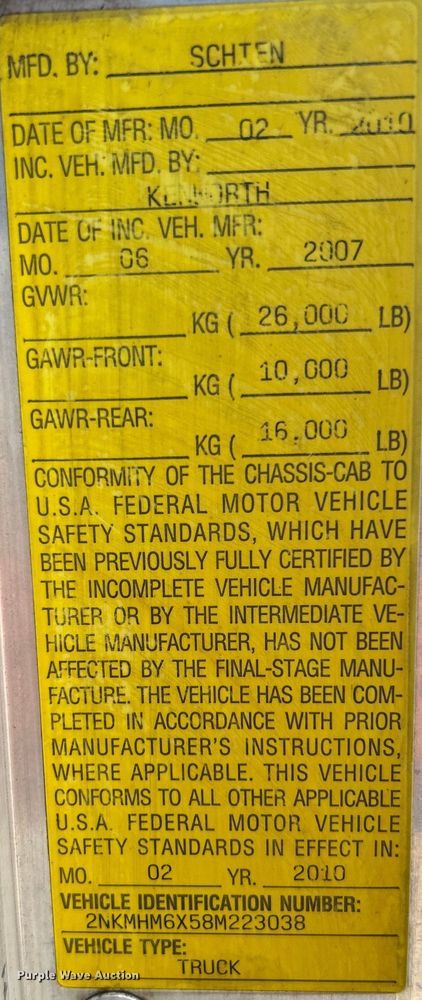 MFD. BY: SCHIEN
DATE OF MFR: MO. 02 YR. 2010
INC. VEH. MFD. BY:
KENWORTH
DATE OF INC. VEH. MFR:
MO. 06 YR. 2007
GVWR:
KG ( 26,000 LB)
GAWR-FRONT:
KG ( 10,000 LB)
GAWR-REAR:
KG ( 16,000 LB)
CONFORMITY OF THE CHASSIS-CAB TO
U.S.A. FEDERAL MOTOR VEHICLE
SAFETY STANDARDS, WHICH HAVE
BEEN PREVIOUSLY FULLY CERTIFIED BY
THE INCOMPLETE VEHICLE MANUFAC-
TURER OR BY THE INTERMEDIATE VE-
HICLE MANUFACTURER, HAS NOT BEEN
AFFECTED BY THE FINAL-STAGE MANU-
FACTURE. THE VEHICLE HAS BEEN COM-
PLETED IN ACCORDANCE WITH PRIOR
MANUFACTURER'S INSTRUCTIONS,
WHERE APPLICABLE. THIS VEHICLE
CONFORMS TO ALL OTHER APPLICABLE
U.S.A. FEDERAL MOTOR VEHICLE
SAFETY STANDARDS IN EFFECT IN:
MO. 02 YR. 2010
VEHICLE IDENTIFICATION NUMBER:
2NKMHM6X58M223038
VEHICLE TYPE:
TRUCK
Purple Wave Auction